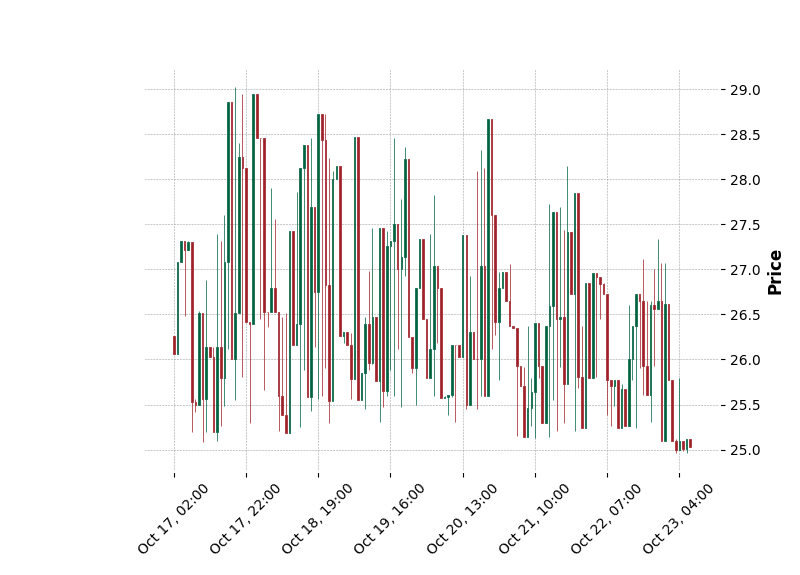 29.0
28.5
28.0
27.5
27.0
26.5
26.0
25.5
25.0
Price
Oct 17, 02:00
Oct 17, 22:00
Oct 18, 19:00
Oct 19, 16:00
Oct 20, 13:00
Oct 21, 10:00
Oct 22, 07:00
Oct 23, 04:00